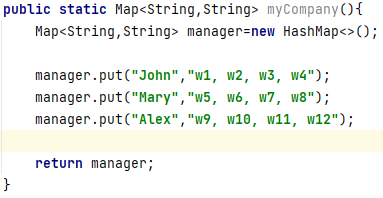 public static Map<String,String> myCompany(){
    Map<String,String> manager=new HashMap<>();

    manager.put("John","w1, w2, w3, w4");
    manager.put("Mary","w5, w6, w7, w8");
    manager.put("Alex","w9, w10, w11, w12");

    return manager;
}